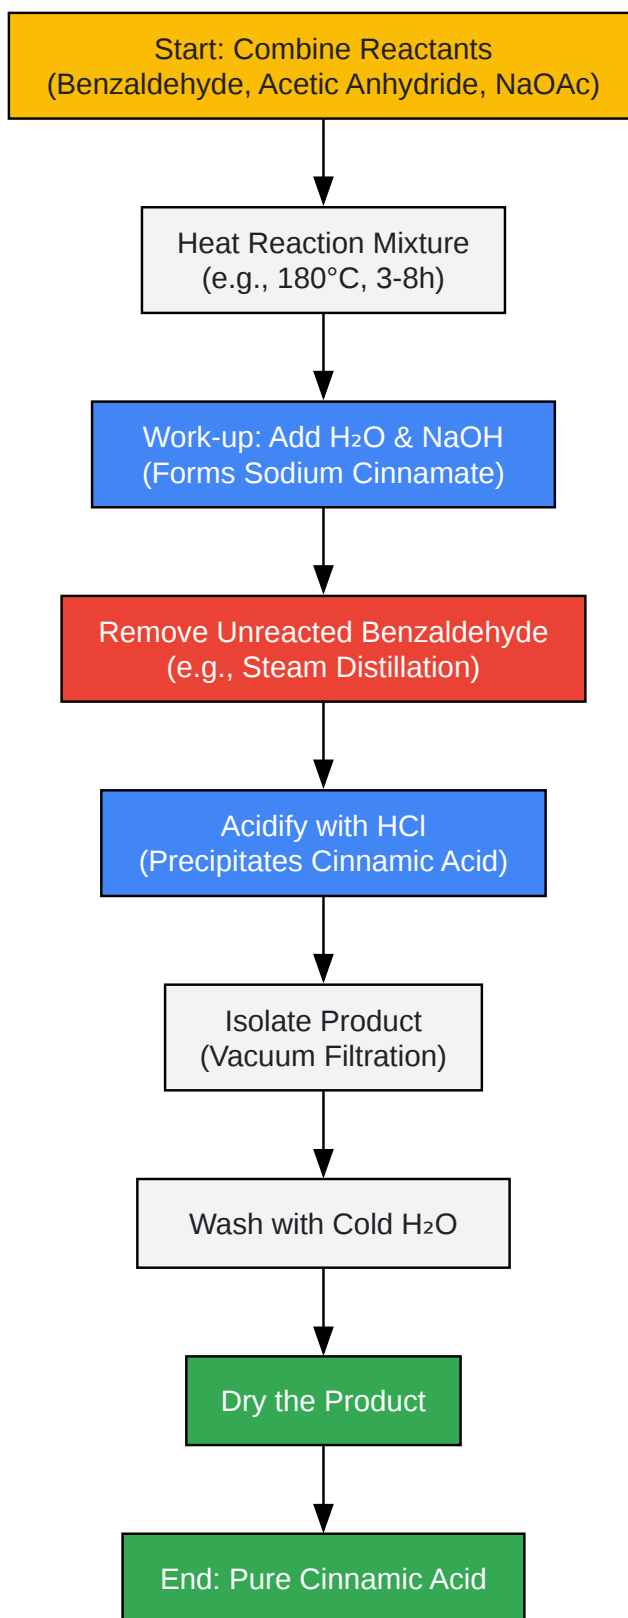 Start: Combine Reactants
(Benzaldehyde, Acetic Anhydride, NaOAc)
Heat Reaction Mixture
(e.g., 180°C, 3-8h)
Work-up: Add H₂O & NaOH
(Forms Sodium Cinnamate)
Remove Unreacted Benzaldehyde
(e.g., Steam Distillation)
Acidify with HCl
(Precipitates Cinnamic Acid)
Isolate Product
(Vacuum Filtration)
Wash with Cold H₂O
Dry the Product
End: Pure Cinnamic Acid